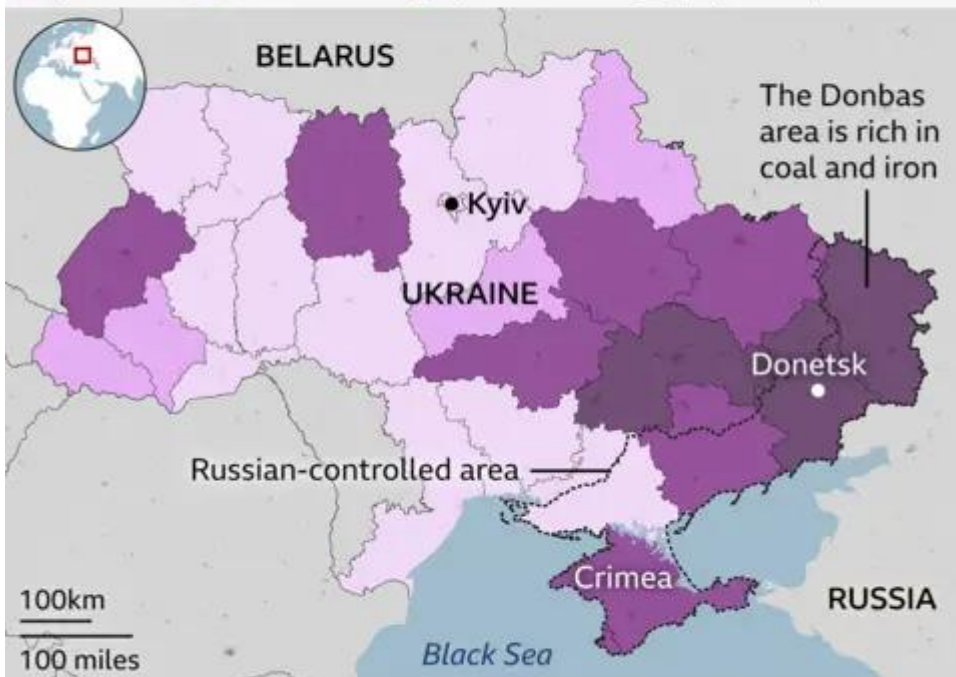 BELARUS
The Donbas
area is rich in
coal and iron
Kyiv
UKRAINE
Donetsk
Russian-controlled area
Crimea
100km
RUSSIA
100 miles
Black Sea